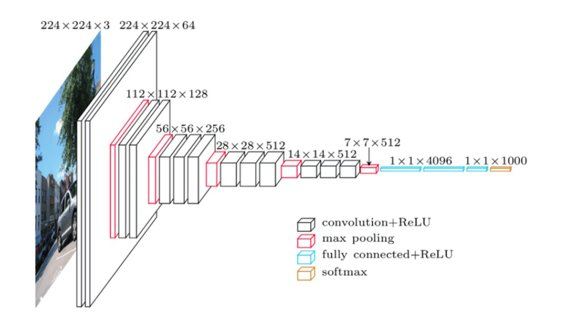 224×224×3
224×224×64
112×112×128
56×56×256
28×28×512
14×14×512
7×7×512
1×1×4096
1×1×1000
convolution+ReLU
max pooling
fully connected+ReLU
softmax